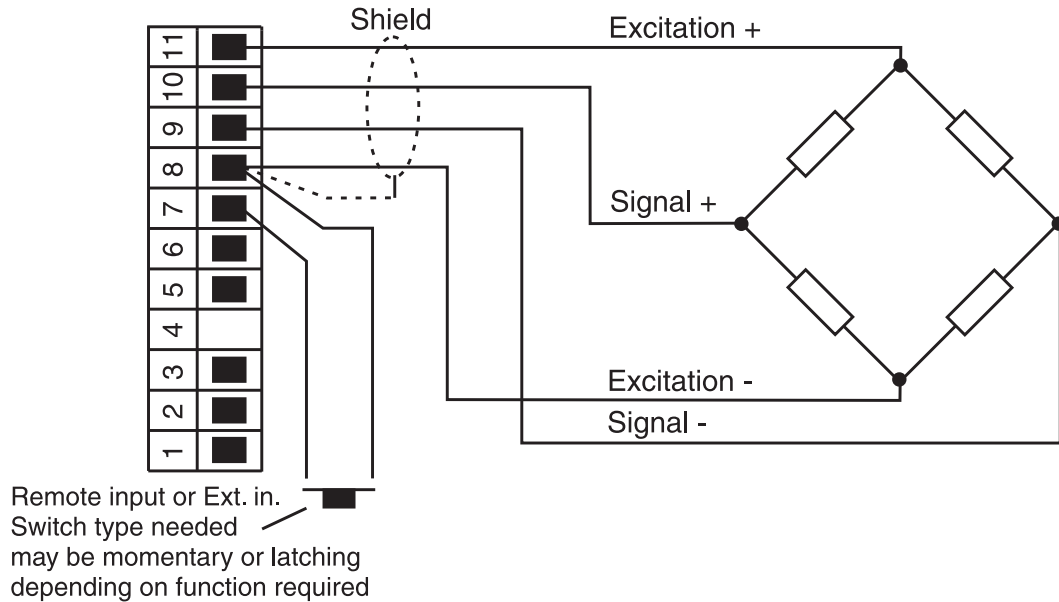 Shield
Excitation +
11
10
9
8
7
6
5
4
3
2
1
Signal +
Excitation -
Signal -
Remote input or Ext. in.
Switch type needed
may be momentary or latching
depending on function required